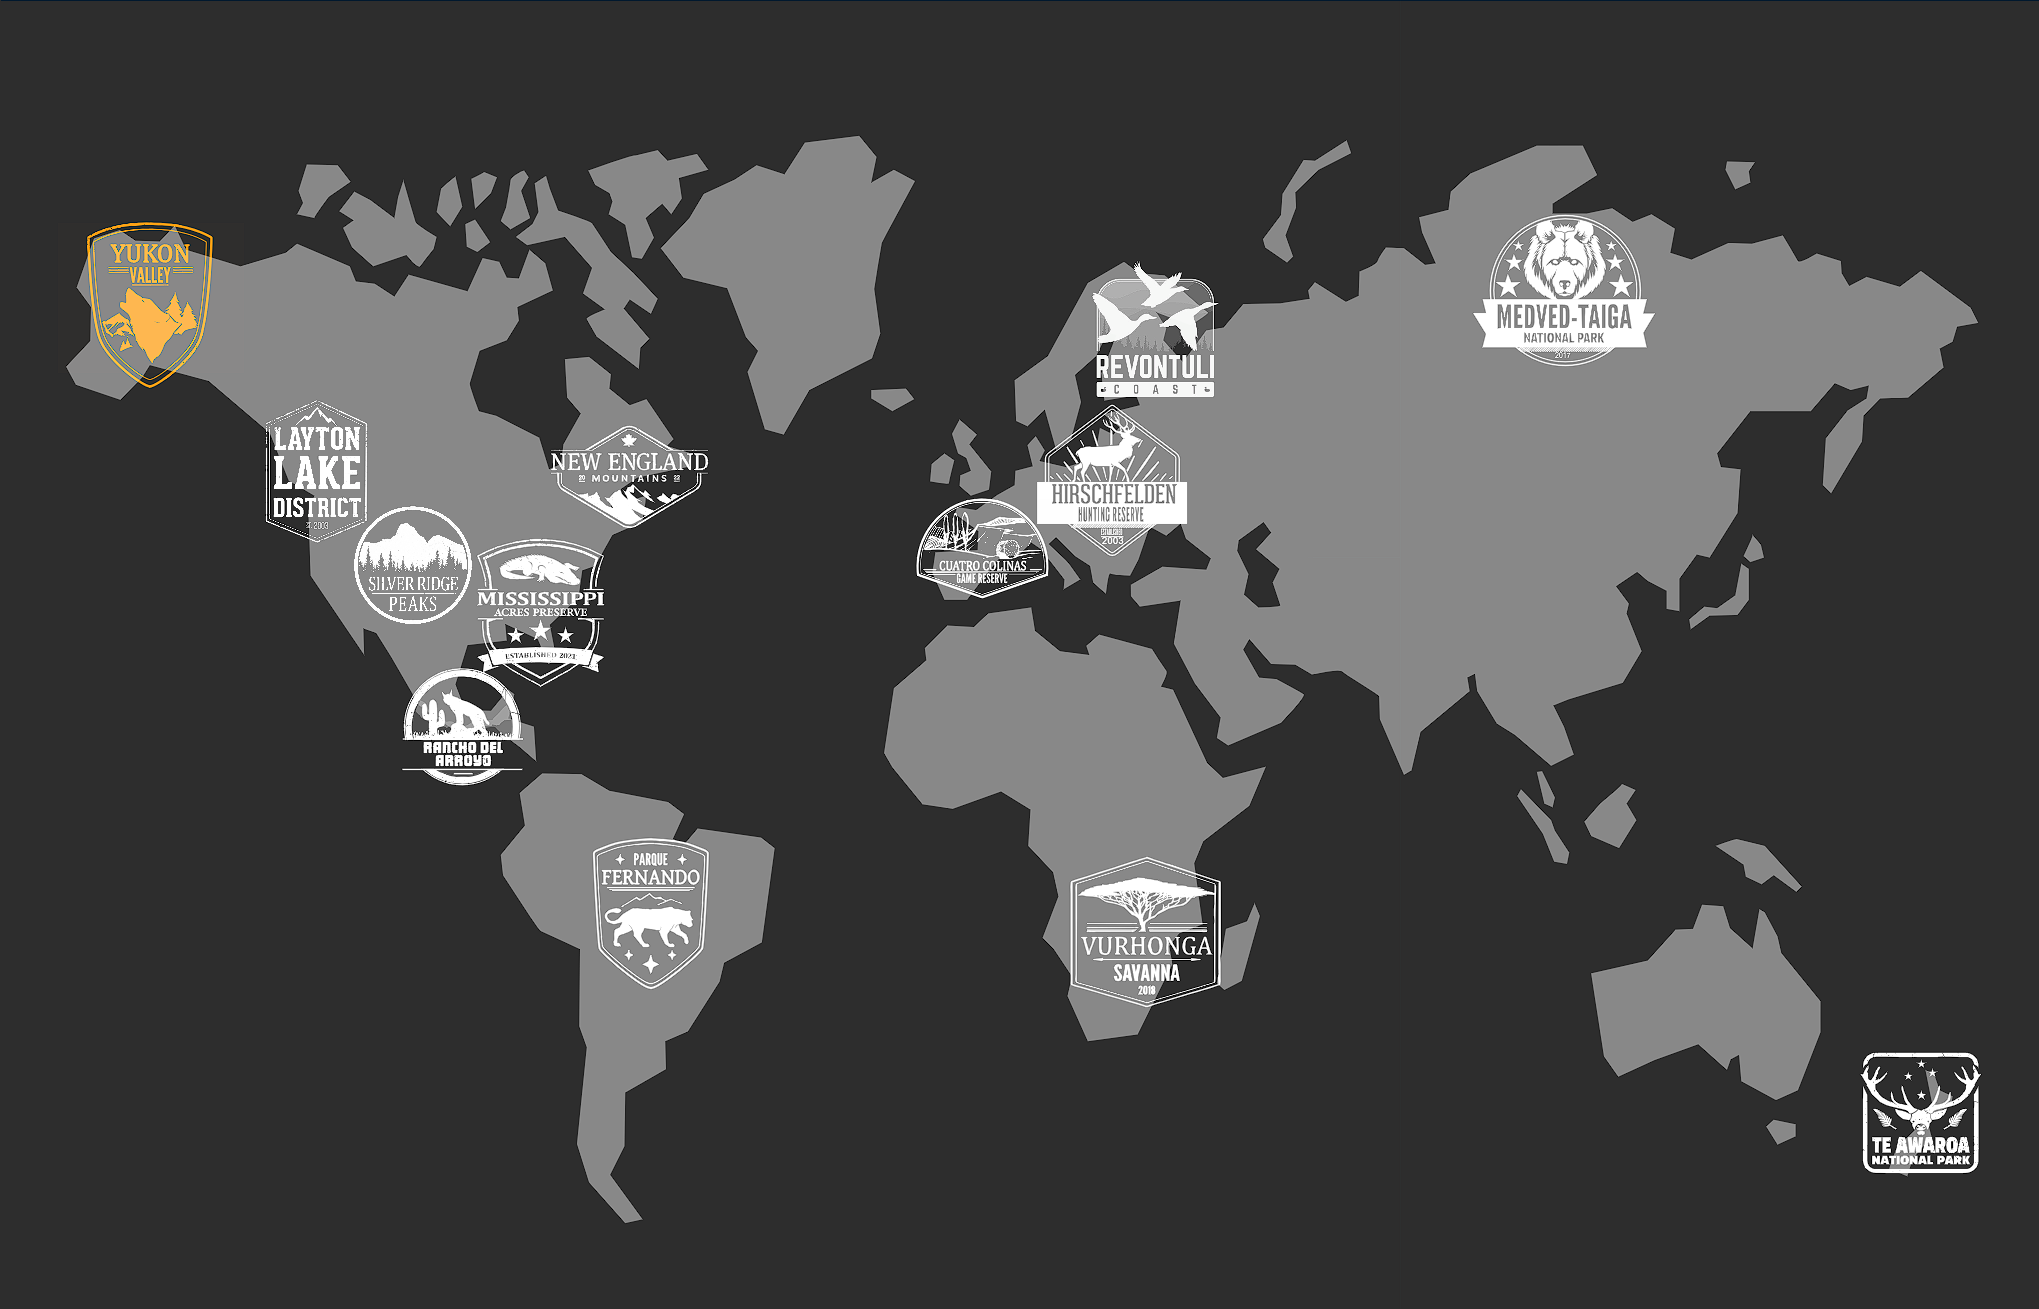 YUKON
VALLEY
MEDVED-TAIGA
NATIONAL PARK
2017
REVONTULI
COAST
LAYTON
LAKE
DISTRICT
2003
NEW ENGLAND
MOUNTAINS
HIRSCHFELDEN
HUNTING RESERVE
ESTABLISHED
2003
SILVER RIDGE
PEAKS
MISSISSIPPI
ACRES PRESERVE
ESTABLISHED 2021
CUATRO COLINAS
GAME RESERVE
RANCHO DEL
ARROYO
PARQUE
FERNANDO
VURHONGA
SAVANNA
2018
TE AWAROA
NATIONAL PARK